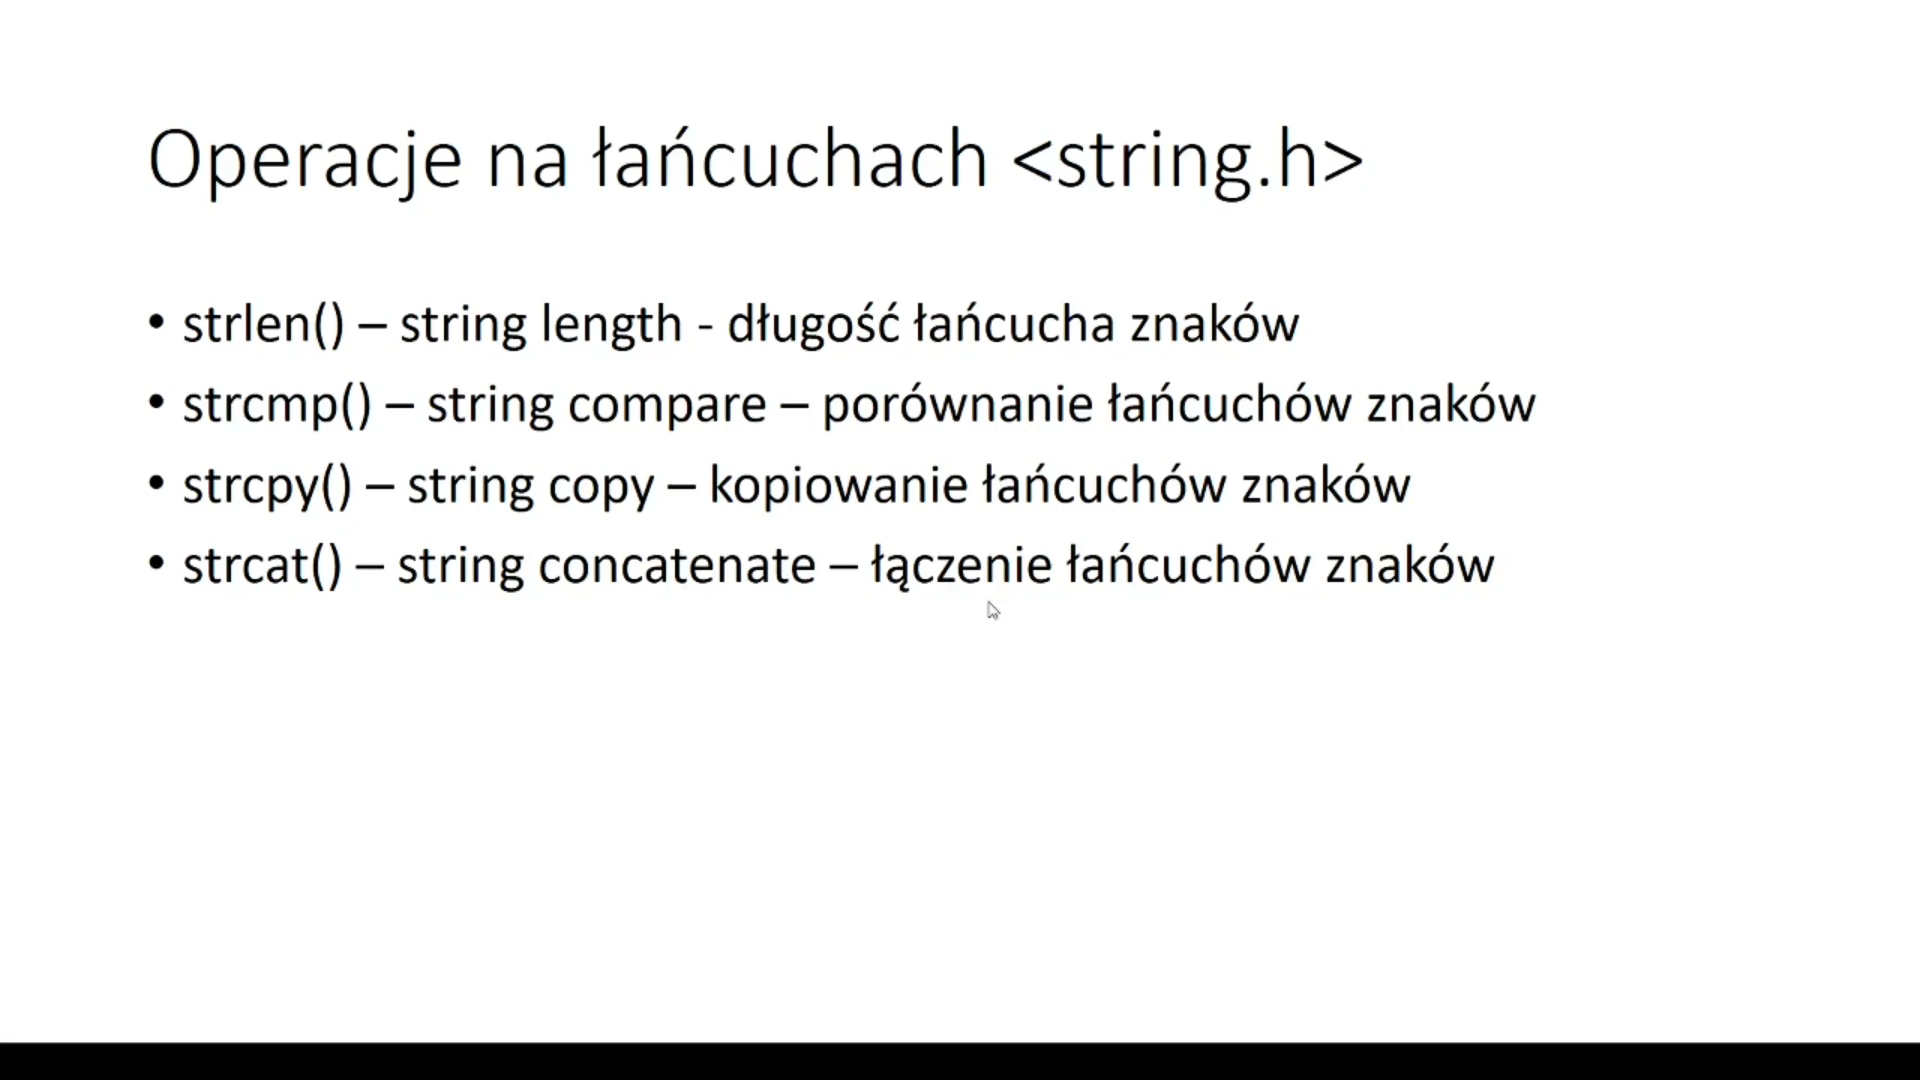 Operacje na łańcuchach <string.h>
• strlen() – string length - długość łańcucha znaków
• strcmp() – string compare – porównanie łańcuchów znaków
• strcpy() – string copy – kopiowanie łańcuchów znaków
• strcat() – string concatenate – łączenie łańcuchów znaków